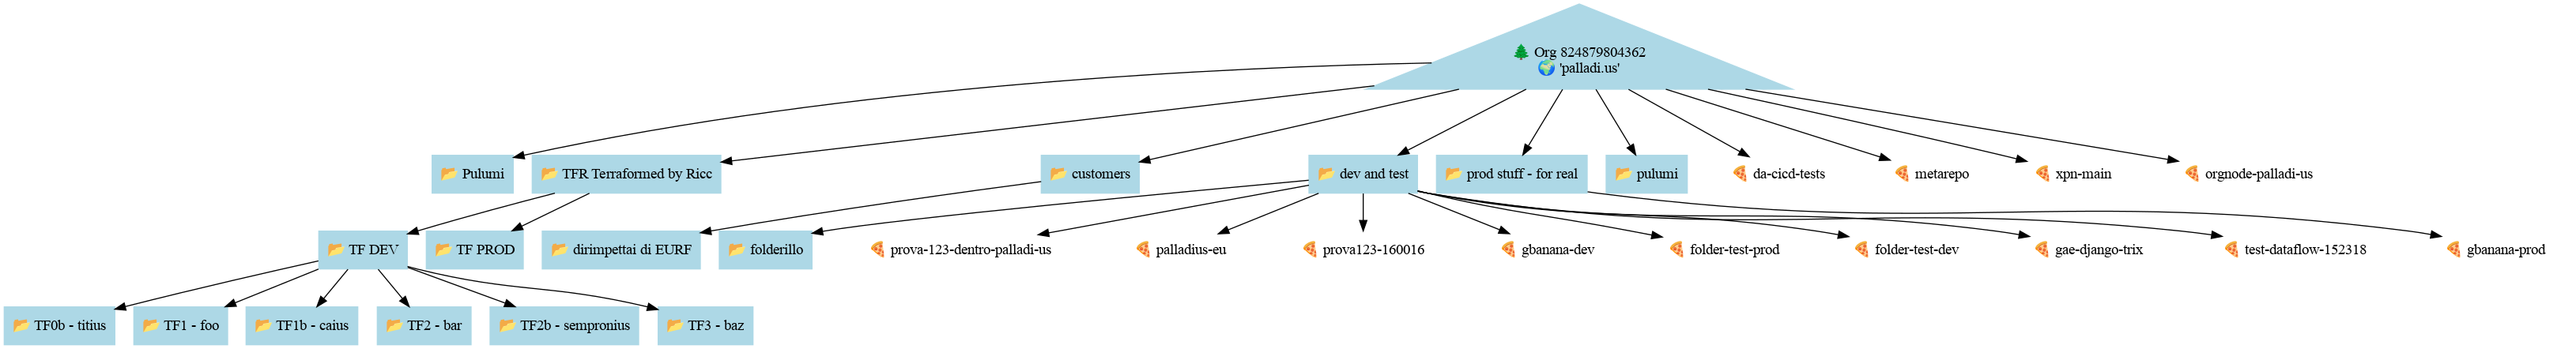 🌲 Org 824879804362
🌍 'palladi.us'
📂 Pulumi
📂 TFR Terraformed by Ricc
📂 customers
📂 dev and test
📂 prod stuff - for real
📂 pulumi
🍕 da-cicd-tests
🍕 metarepo
🍕 xpn-main
🍕 orgnode-palladi-us
📂 TF DEV
📂 TF PROD
📂 dirimpettai di EURF
📂 folderillo
🍕 prova-123-dentro-palladi-us
🍕 palladius-eu
🍕 prova123-160016
🍕 gbanana-dev
🍕 folder-test-prod
🍕 folder-test-dev
🍕 gae-django-trix
🍕 test-dataflow-152318
🍕 gbanana-prod
📂 TF0b - titius
📂 TF1 - foo
📂 TF1b - caius
📂 TF2 - bar
📂 TF2b - sempronius
📂 TF3 - baz